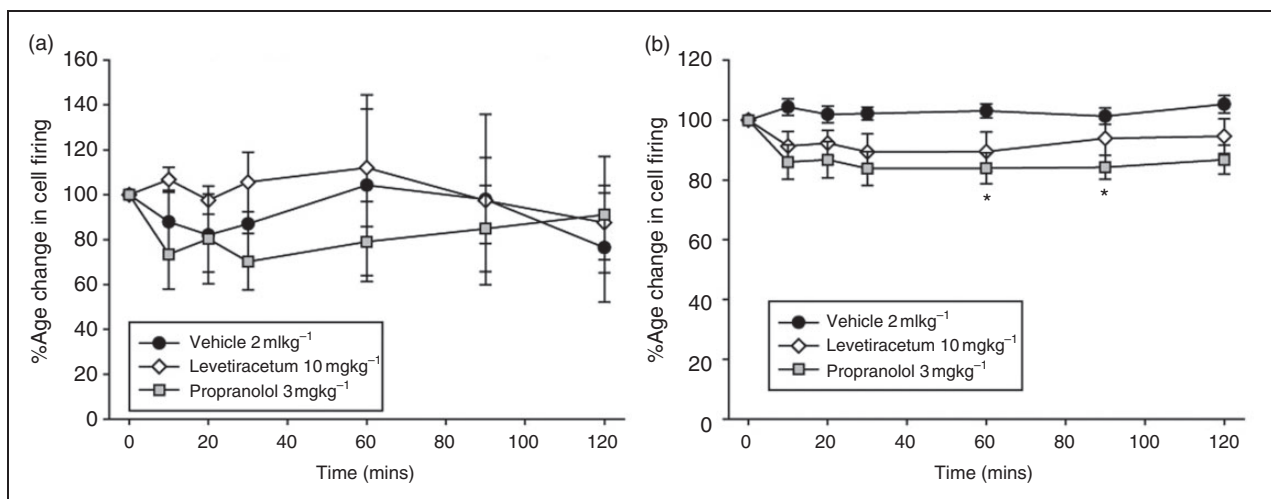 (a)
160
140
120
100
80
60
40
20
0
%Age change in cell firing
Vehicle 2 mlkg⁻¹
Levetiracetum 10 mgkg⁻¹
Propranolol 3 mgkg⁻¹
0 20 40 60 80 100 120
Time (mins)
(b)
120
100
80
60
40
20
0
%Age change in cell firing
* *
Vehicle 2 mlkg⁻¹
Levetiracetum 10 mgkg⁻¹
Propranolol 3 mgkg⁻¹
0 20 40 60 80 100 120
Time (mins)